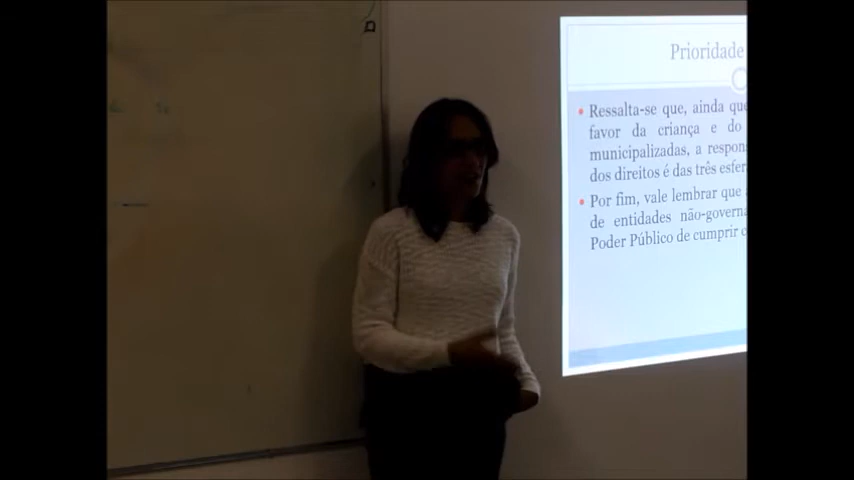 Prioridade
Ressalta-se que, ainda que
favor da criança e do
municipalizadas, a respon
dos direitos é das três esfer
Por fim, vale lembrar que
de entidades não-governa
Poder Público de cumprir